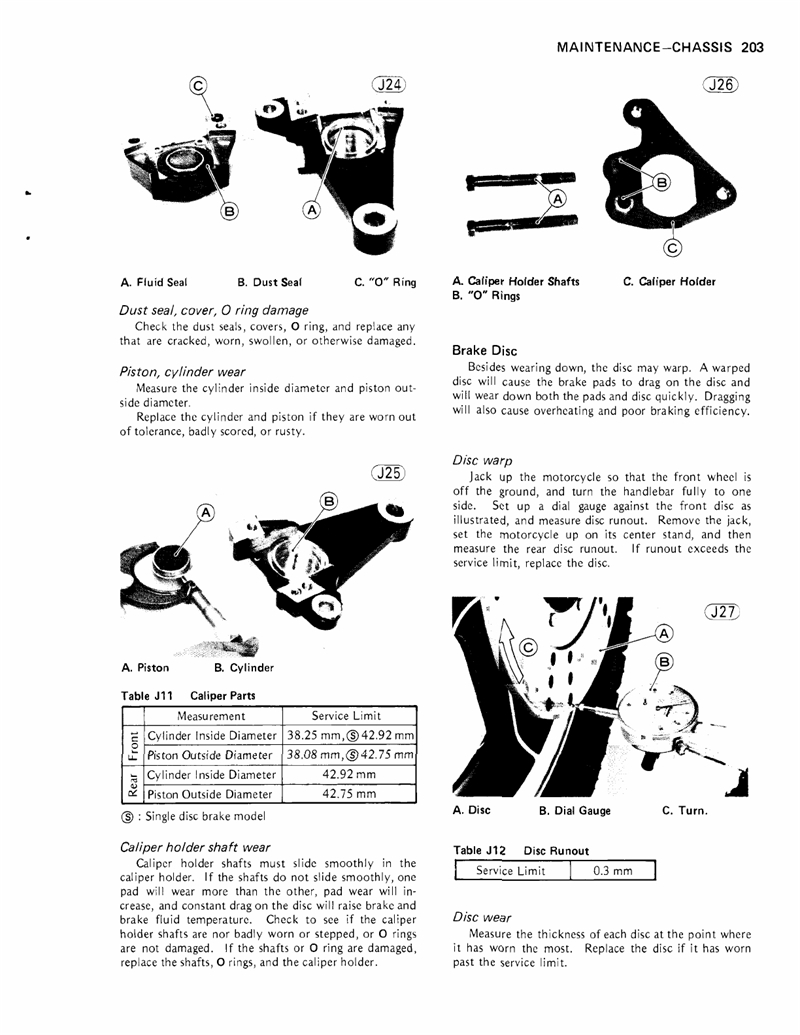 MAINTENANCE—CHASSIS 203
J24
C
B
A
A. Fluid Seal B. Dust Seal C. "O" Ring
Dust seal, cover, O ring damage
Check the dust seals, covers, O ring, and replace any
that are cracked, worn, swollen, or otherwise damaged.
Piston, cylinder wear
Measure the cylinder inside diameter and piston out-
side diameter.
Replace the cylinder and piston if they are worn out
of tolerance, badly scored, or rusty.
J25
A
B
A. Piston B. Cylinder
Table J11 Caliper Parts
Measurement Service Limit
Front Cylinder Inside Diameter 38.25 mm, Ⓢ 42.92 mm
Piston Outside Diameter 38.08 mm, Ⓢ 42.75 mm
Rear Cylinder Inside Diameter 42.92 mm
Piston Outside Diameter 42.75 mm
Ⓢ : Single disc brake model
Caliper holder shaft wear
Caliper holder shafts must slide smoothly in the
caliper holder. If the shafts do not slide smoothly, one
pad will wear more than the other, pad wear will in-
crease, and constant drag on the disc will raise brake and
brake fluid temperature. Check to see if the caliper
holder shafts are nor badly worn or stepped, or O rings
are not damaged. If the shafts or O ring are damaged,
replace the shafts, O rings, and the caliper holder.
J26
A
B
C
A. Caliper Holder Shafts C. Caliper Holder
B. "O" Rings
Brake Disc
Besides wearing down, the disc may warp. A warped
disc will cause the brake pads to drag on the disc and
will wear down both the pads and disc quickly. Dragging
will also cause overheating and poor braking efficiency.
Disc warp
Jack up the motorcycle so that the front wheel is
off the ground, and turn the handlebar fully to one
side. Set up a dial gauge against the front disc as
illustrated, and measure disc runout. Remove the jack,
set the motorcycle up on its center stand, and then
measure the rear disc runout. If runout exceeds the
service limit, replace the disc.
J27
A
C
B
A. Disc B. Dial Gauge C. Turn.
Table J12 Disc Runout
Service Limit 0.3 mm
Disc wear
Measure the thickness of each disc at the point where
it has worn the most. Replace the disc if it has worn
past the service limit.